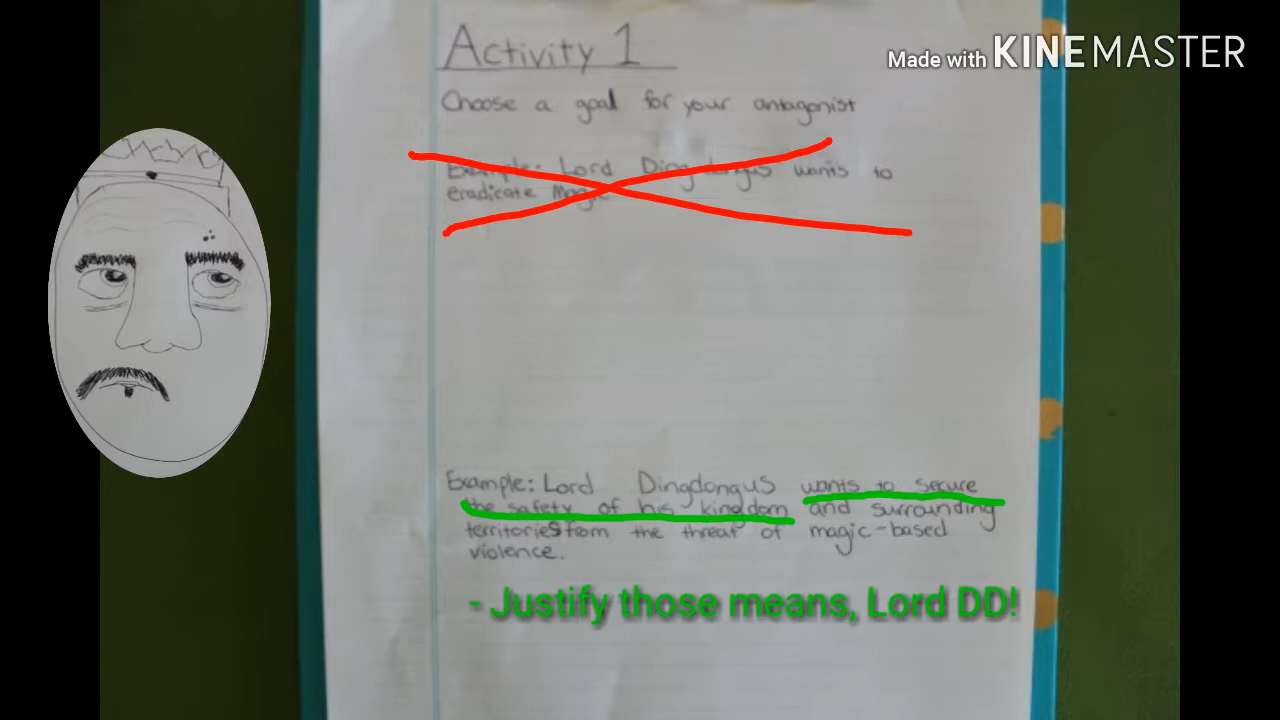 Activity 1
Made with KINEMASTER
Choose a goal for your antagonist
Example: Lord Dingdongus wants to
eradicate Magic
Example: Lord Dingdongus wants to secure
the safety of his kingdom and surrounding
territories from the threat of magic-based
violence.
- Justify those means, Lord DD!